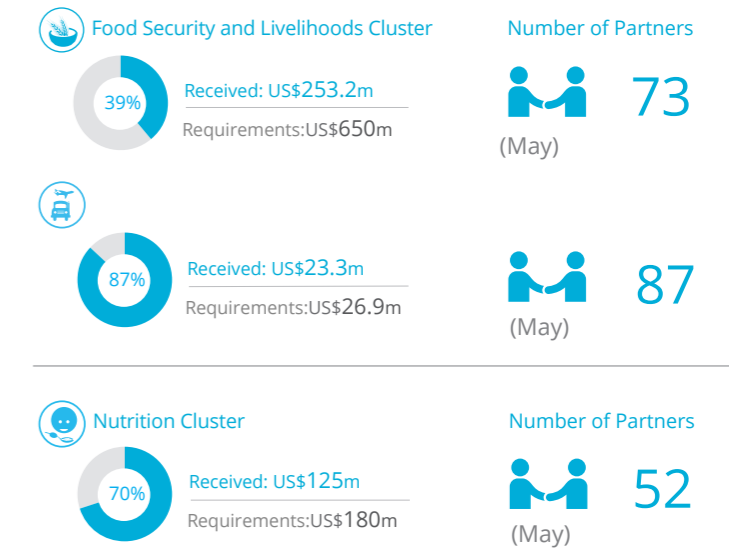 Food Security and Livelihoods Cluster
Number of Partners
39%
Received: US$253.2m
Requirements:US$650m
73
(May)
87%
Received: US$23.3m
Requirements:US$26.9m
87
(May)
Nutrition Cluster
Number of Partners
70%
Received: US$125m
Requirements:US$180m
52
(May)